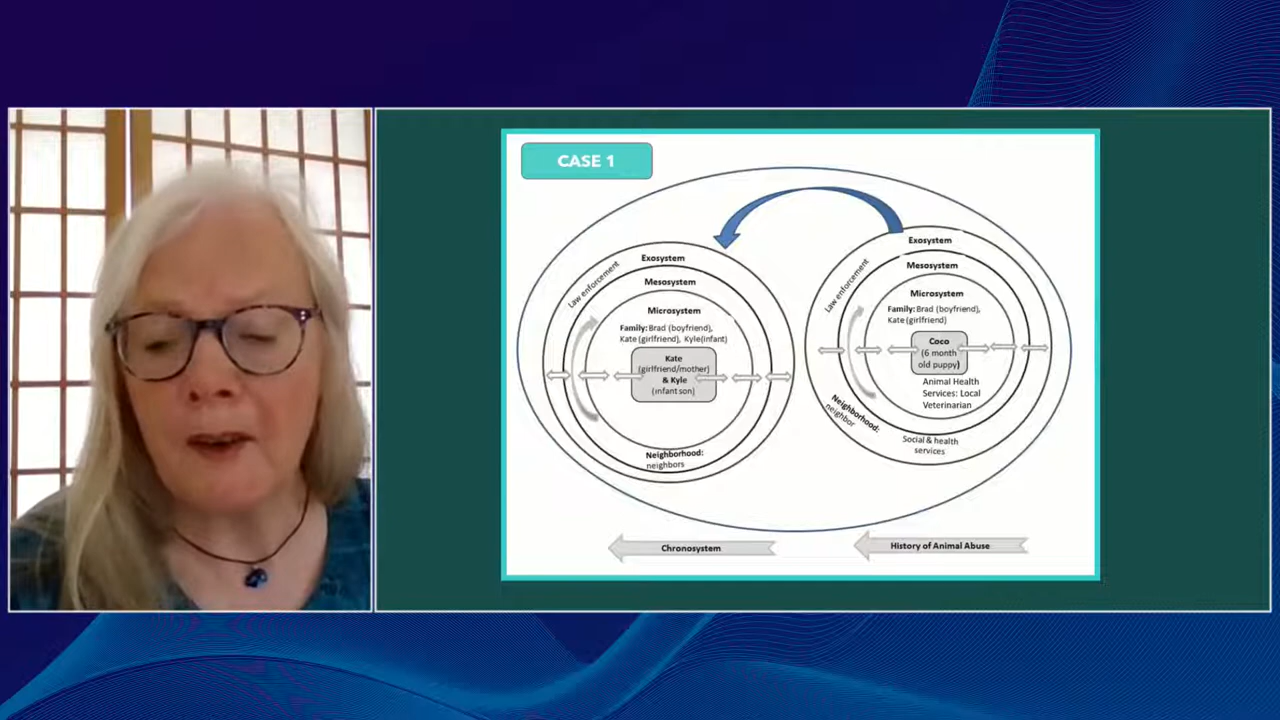 CASE 1
Exosystem
Law enforcement
Mesosystem
Microsystem
Family: Brad (boyfriend),
Kate (girlfriend), Kyle(infant)
Kate
(girlfriend/mother)
& Kyle
(infant son)
Neighborhood:
neighbors
Exosystem
Law enforcement
Mesosystem
Microsystem
Family: Brad (boyfriend),
Kate (girlfriend)
Coco
(6 month
old puppy)
Animal Health
Services: Local
Veterinarian
Neighborhood:
neighbor
Social & health
services
Chronosystem
History of Animal Abuse